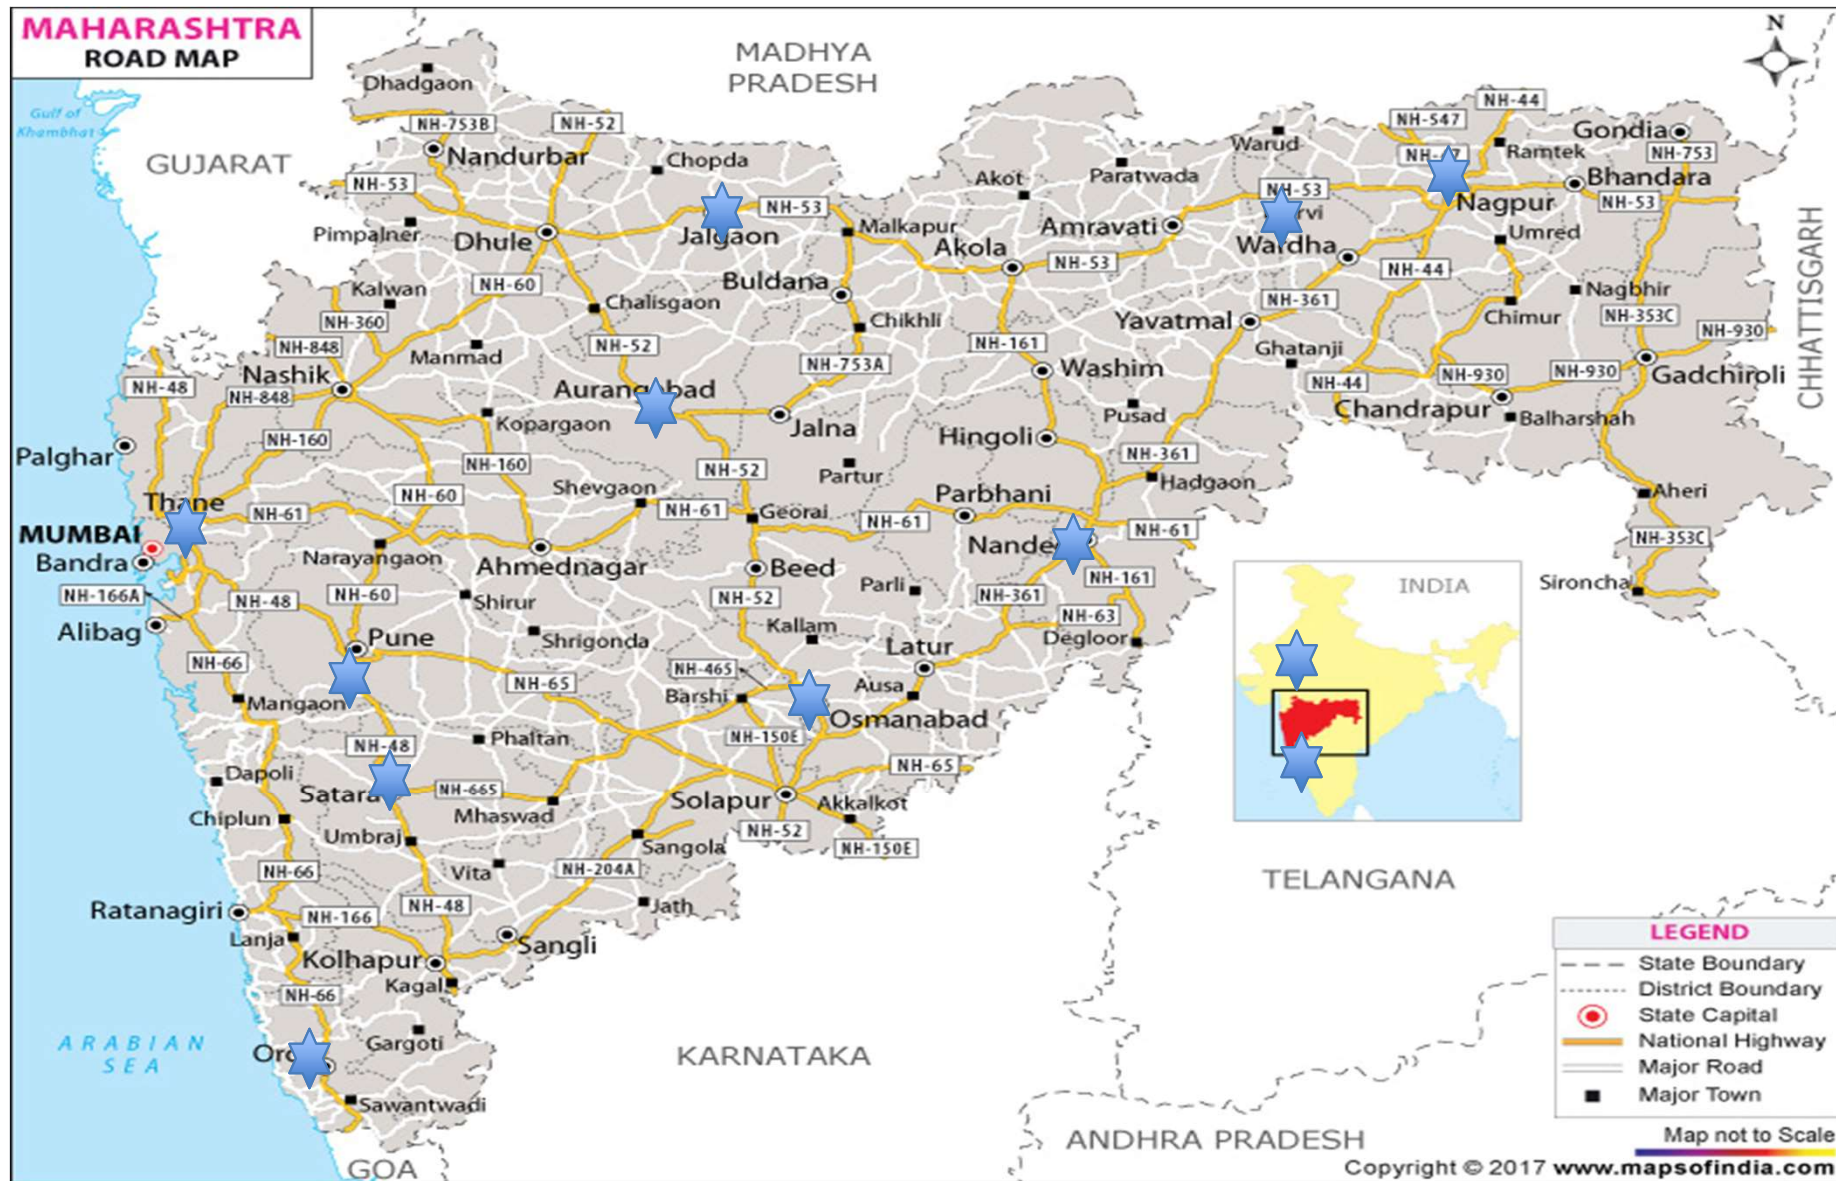 MAHARASHTRA
ROAD MAP
N
MADHYA
PRADESH
Gulf of
Khambhat
GUJARAT
Dhadgaon
NH-753B
NH-52
Nandurbar
Chopda
NH-53
Pimpalner
Dhule
Jalgaon
NH-53
Malkapur
Akot
Paratwada
Warud
NH-547
NH-44
Ramtek
Gondia
NH-753
Bhandara
NH-53
NH-53
Nagpur
Umred
Amravati
Akola
NH-53
Wardha
NH-44
Buldana
Chikhli
Kalwan
NH-60
Chalisgaon
NH-360
NH-848
Manmad
NH-52
NH-753A
NH-161
Yavatmal
NH-361
Chimur
Nagbhir
NH-353C
NH-930
CHHATTISGARH
Nashik
NH-48
NH-848
Ghatanji
Washim
NH-44
NH-930
NH-930
Gadchiroli
Kopargaon
Jalna
Pusad
Chandrapur
Balharshah
Palghar
NH-160
NH-160
NH-52
Partur
Hingoli
NH-361
Hadgaon
Aheri
Thane
NH-60
Shevgaon
Parbhani
NH-61
NH-61
Georai
NH-61
NH-61
NH-353C
MUMBAI
Bandra
Narayangaon
Ahmednagar
Beed
Parli
NH-161
Sironcha
NH-166A
NH-48
NH-60
Shirur
NH-52
NH-361
NH-63
INDIA
Alibag
Pune
Shrigonda
Kallam
Latur
Degloor
NH-66
NH-65
NH-465
Mangaon
Barshi
Ausa
Osmanabad
NH-48
Phaltan
NH-150E
Dapoli
Satara
NH-665
Mhaswad
Solapur
NH-65
Akkalkot
Chiplun
Umbraj
Sangola
NH-52
NH-150E
NH-66
Vita
NH-204A
TELANGANA
Ratanagiri
NH-166
NH-48
Jath
Lanja
Kolhapur
Sangli
Kagal
NH-66
ARABIAN
SEA
Gargoti
KARNATAKA
Sawantwadi
GOA
ANDHRA PRADESH
LEGEND
State Boundary
District Boundary
State Capital
National Highway
Major Road
Major Town
Map not to Scale
Copyright © 2017 www.mapsofindia.com